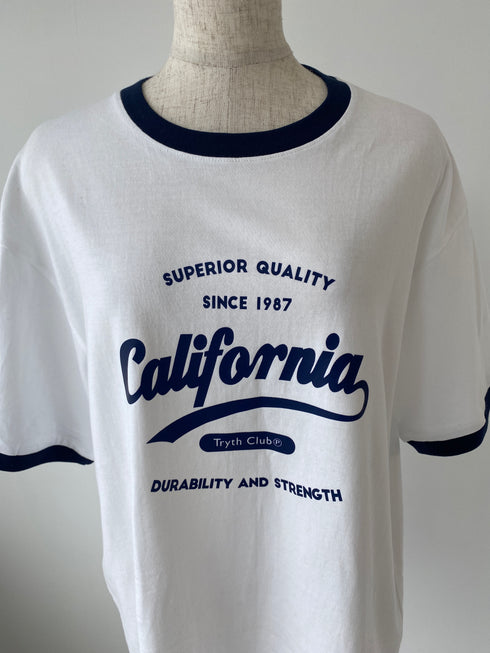 SUPERIOR QUALITY
SINCE 1987
California
Tryth Club℗
DURABILITY AND STRENGTH